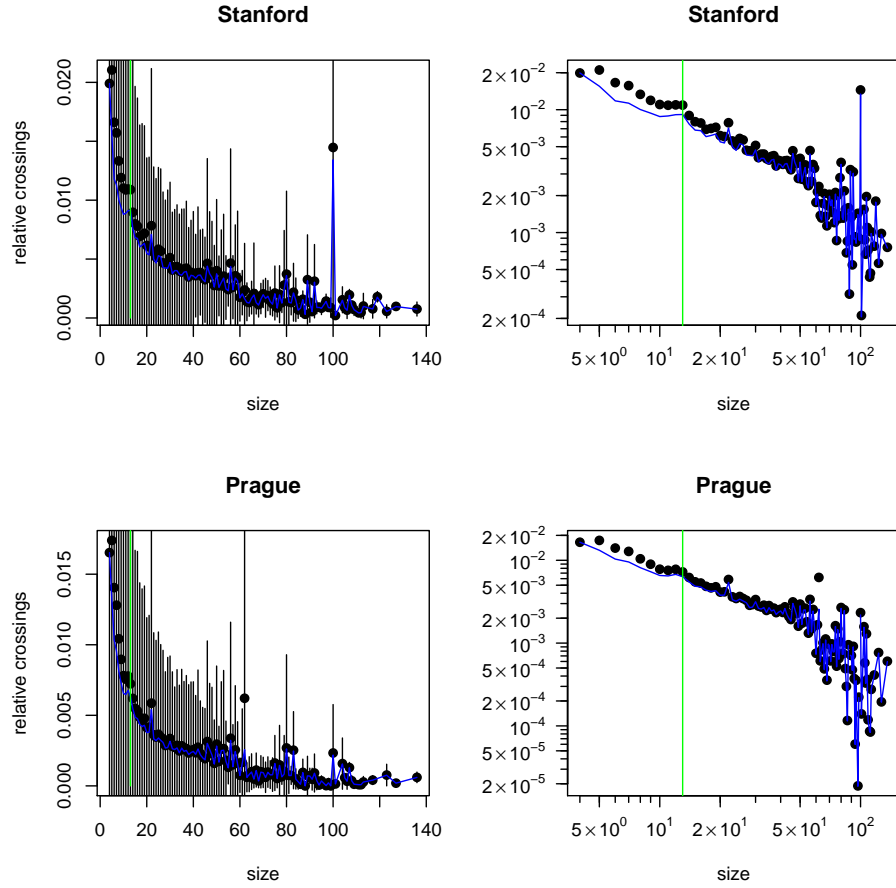 Stanford
relative crossings
0.000 0.010 0.020
0 20 40 60 80 100 140
size
Stanford
2×10⁻²
10⁻²
5×10⁻³
2×10⁻³
10⁻³
5×10⁻⁴
2×10⁻⁴
5×10⁰ 10¹ 2×10¹ 5×10¹ 10²
size
Prague
relative crossings
0.000 0.005 0.010 0.015
0 20 40 60 80 100 140
size
Prague
2×10⁻²
10⁻²
5×10⁻³
2×10⁻³
10⁻³
5×10⁻⁴
2×10⁻⁴
10⁻⁴
5×10⁻⁵
2×10⁻⁵
5×10⁰ 10¹ 2×10¹ 5×10¹ 10²
size